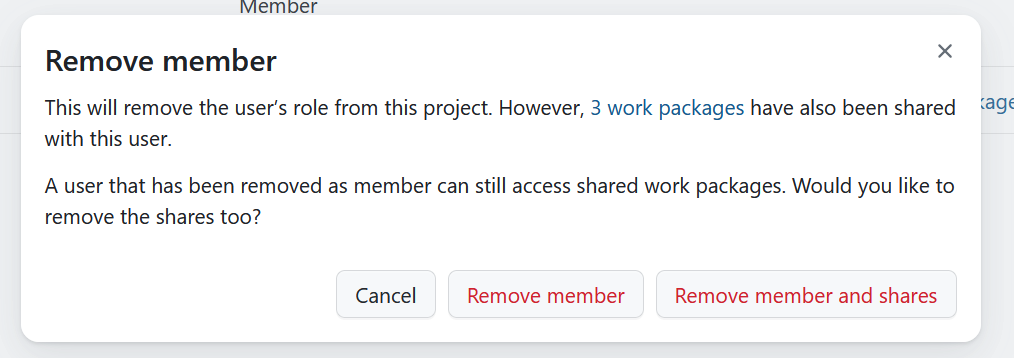 Member
Remove member
This will remove the user’s role from this project. However, 3 work packages have also been shared
with this user.
A user that has been removed as member can still access shared work packages. Would you like to
remove the shares too?
Cancel
Remove member
Remove member and shares